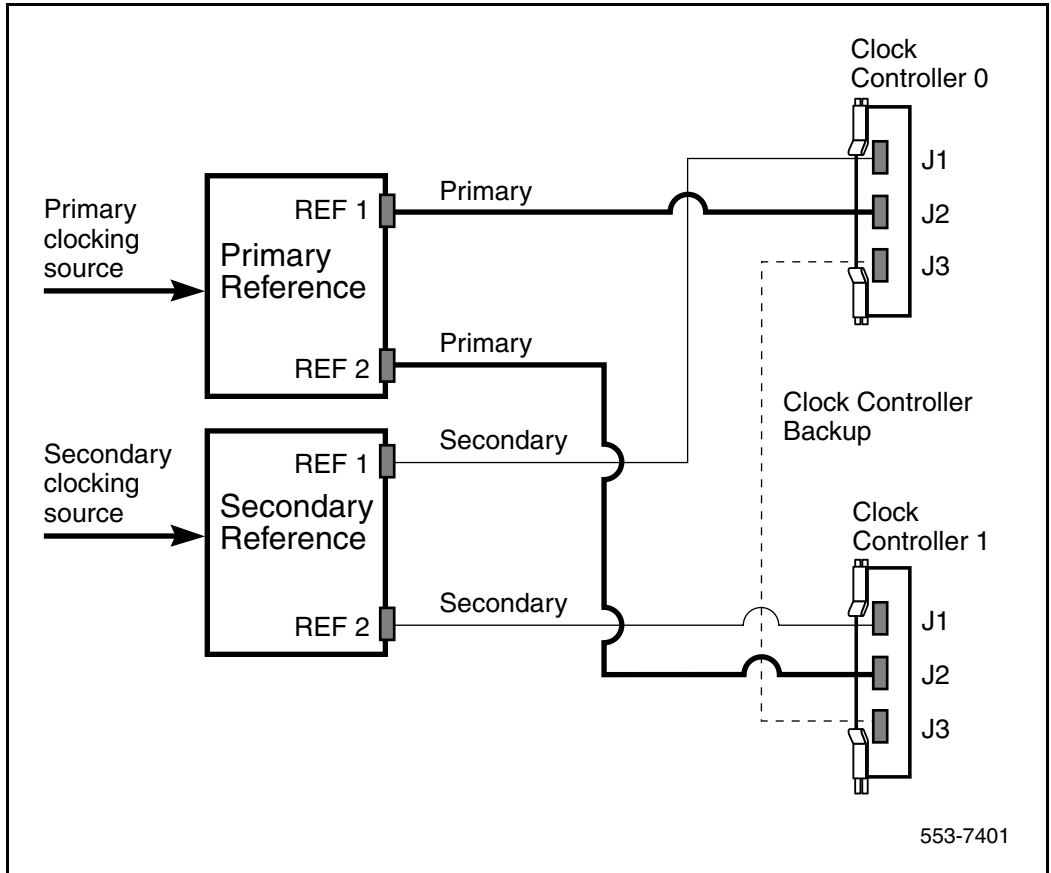 Clock
Controller 0
J1
J2
J3
Primary
clocking
source
REF 1
Primary
Reference
REF 2
Primary
Primary
Secondary
clocking
source
REF 1
Secondary
Reference
REF 2
Secondary
Secondary
Clock Controller
Backup
Clock
Controller 1
J1
J2
J3
553-7401